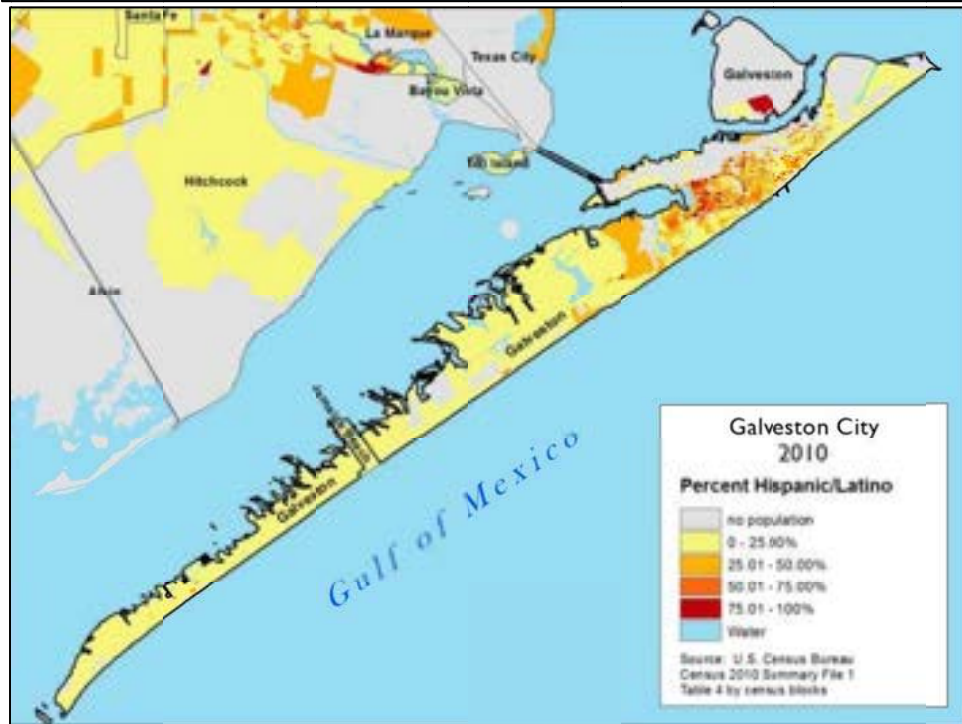 Santa Fe
La Marque
Texas City
Bayou Vista
Galveston
Tiki Island
Hitchcock
Alvin
Galveston
Galveston
Gulf of Mexico
Galveston City
2010
Percent Hispanic/Latino
no population
0 - 25.00%
25.01 - 50.00%
50.01 - 75.00%
75.01 - 100%
Water
Source: U.S. Census Bureau
Census 2010 Summary File 1
Table 4 by census blocks